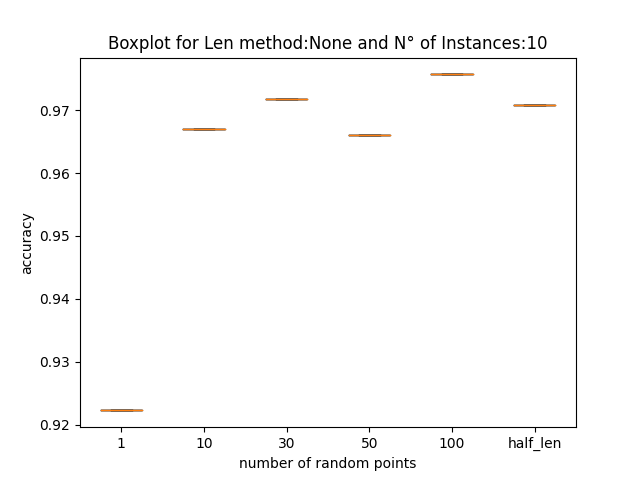 Boxplot for Len method:None and N° of Instances:10
accuracy
0.97
0.96
0.95
0.94
0.93
0.92
1 10 30 50 100 half_len
number of random points